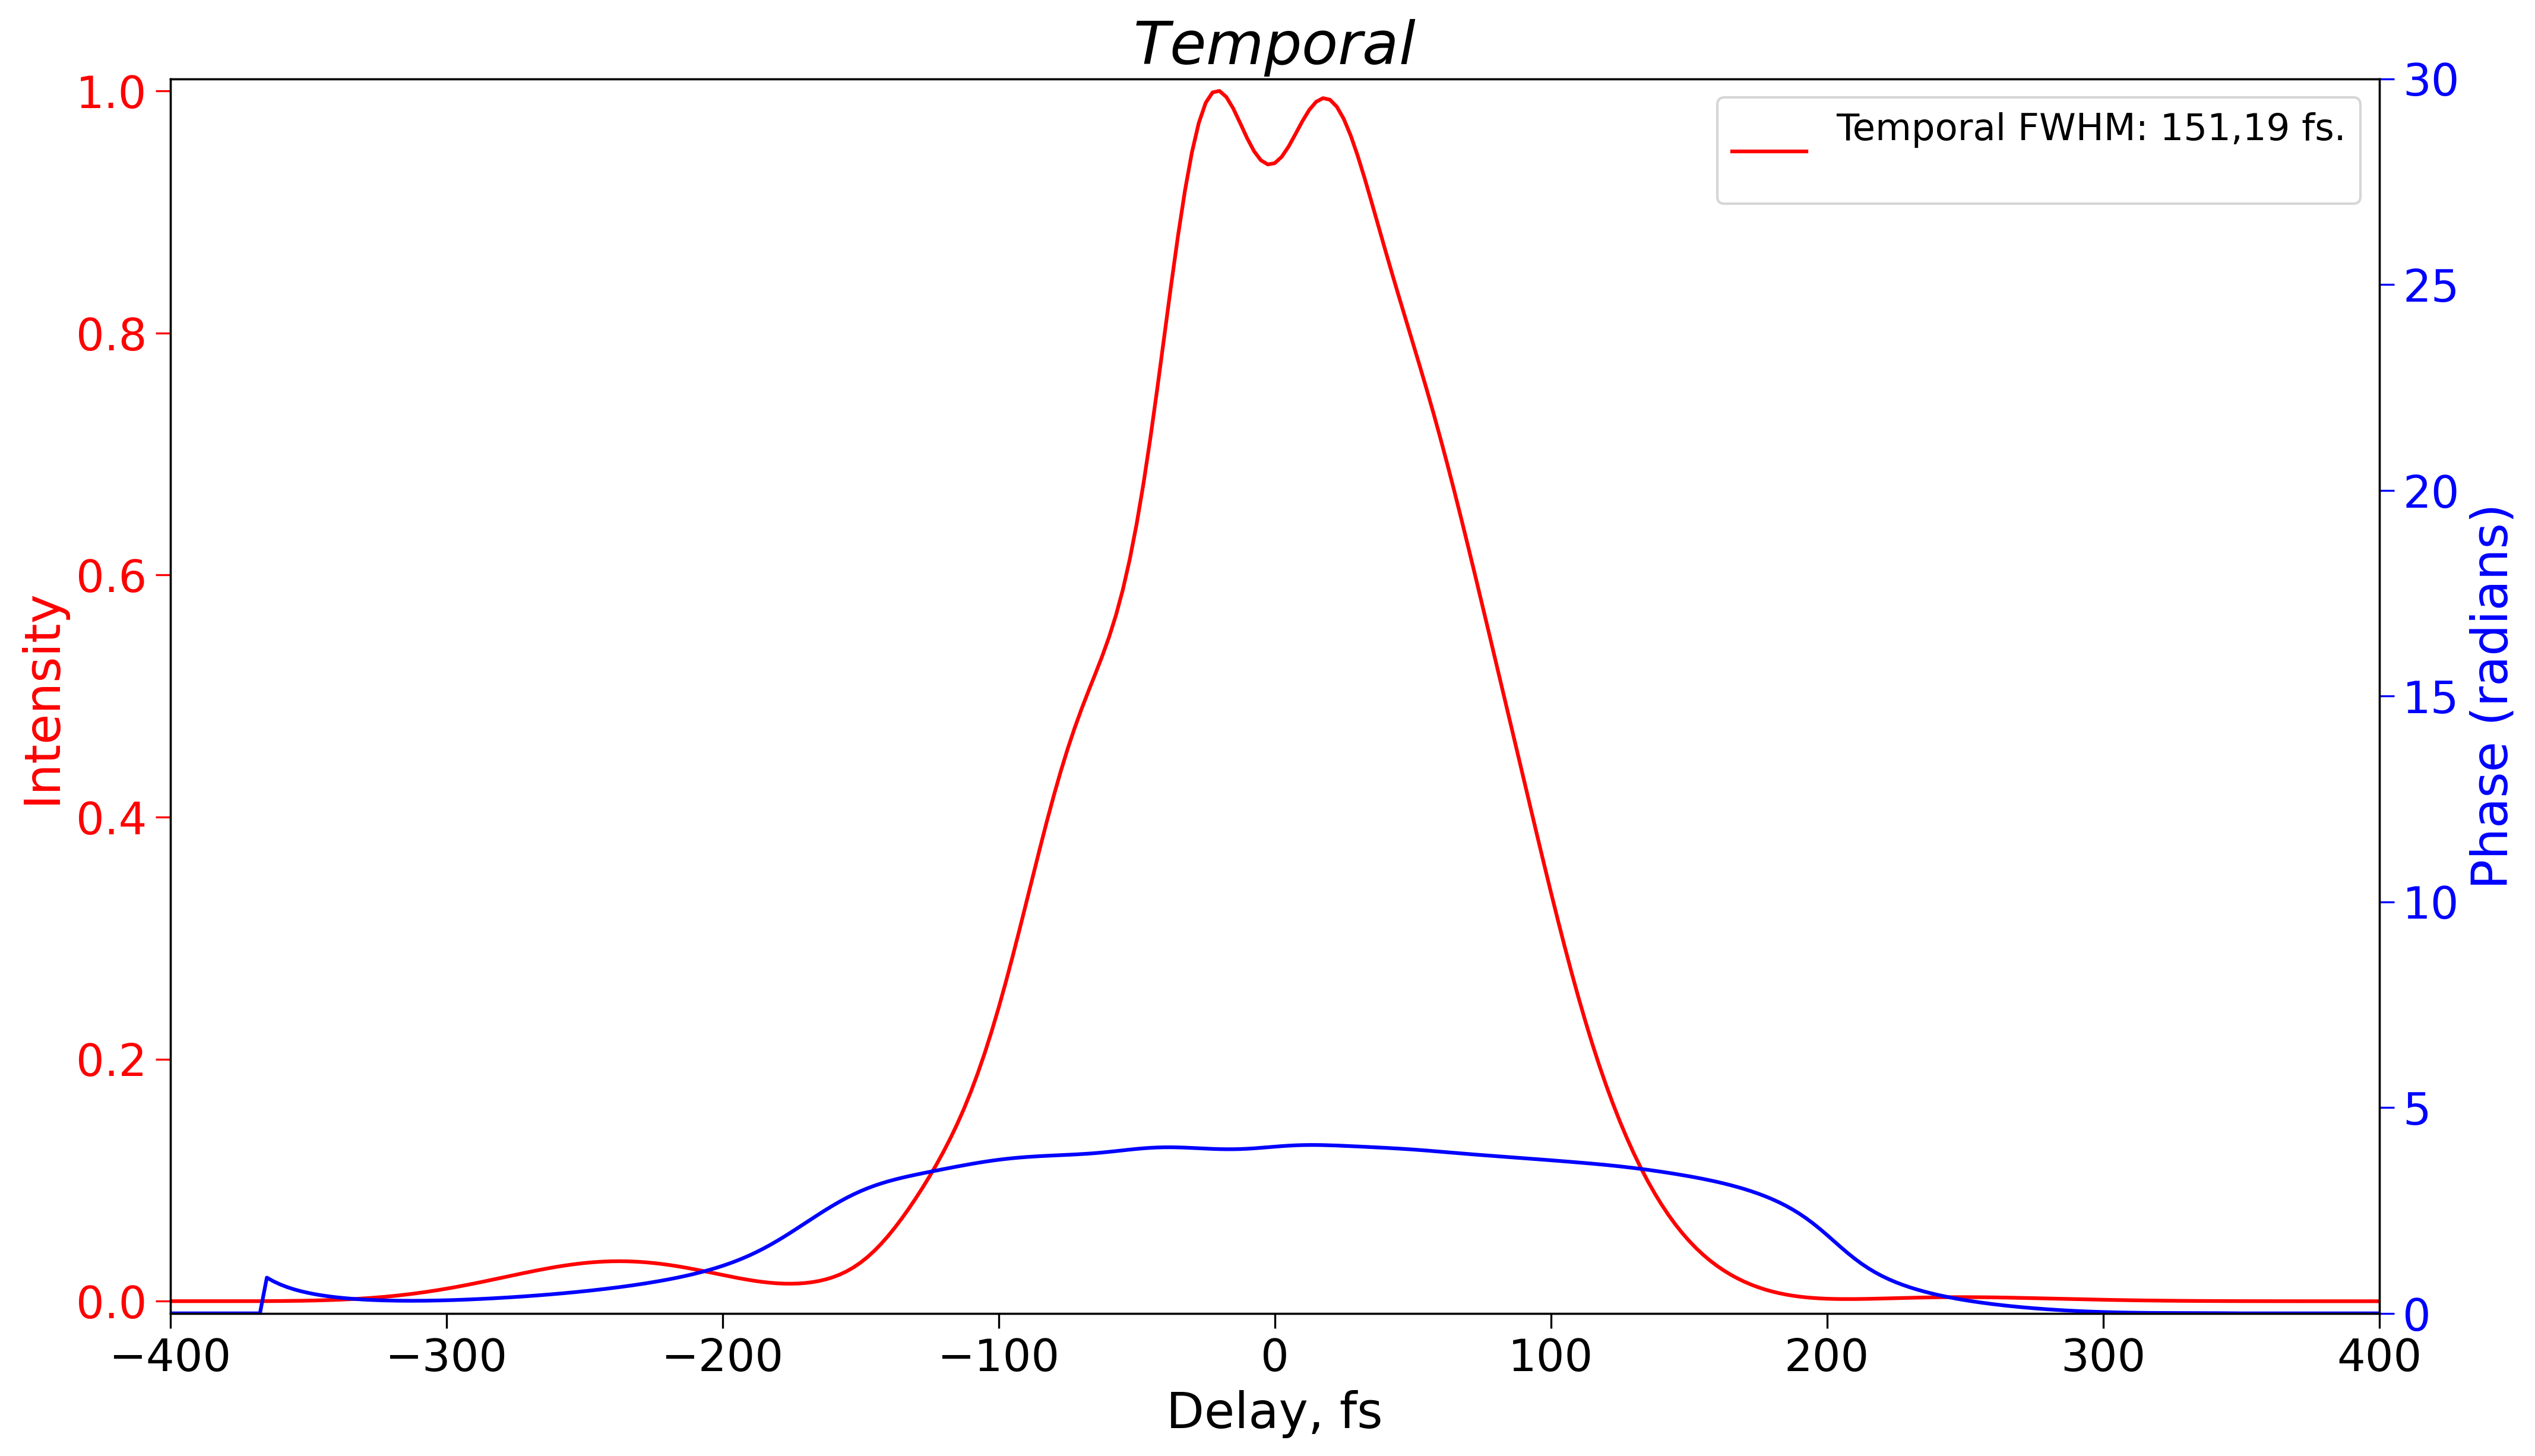 Temporal
1.0
0.8
0.6
0.4
0.2
0.0
Intensity
30
25
20
15
10
5
0
Phase (radians)
Temporal FWHM: 151,19 fs.
−400 −300 −200 −100 0 100 200 300 400
Delay, fs